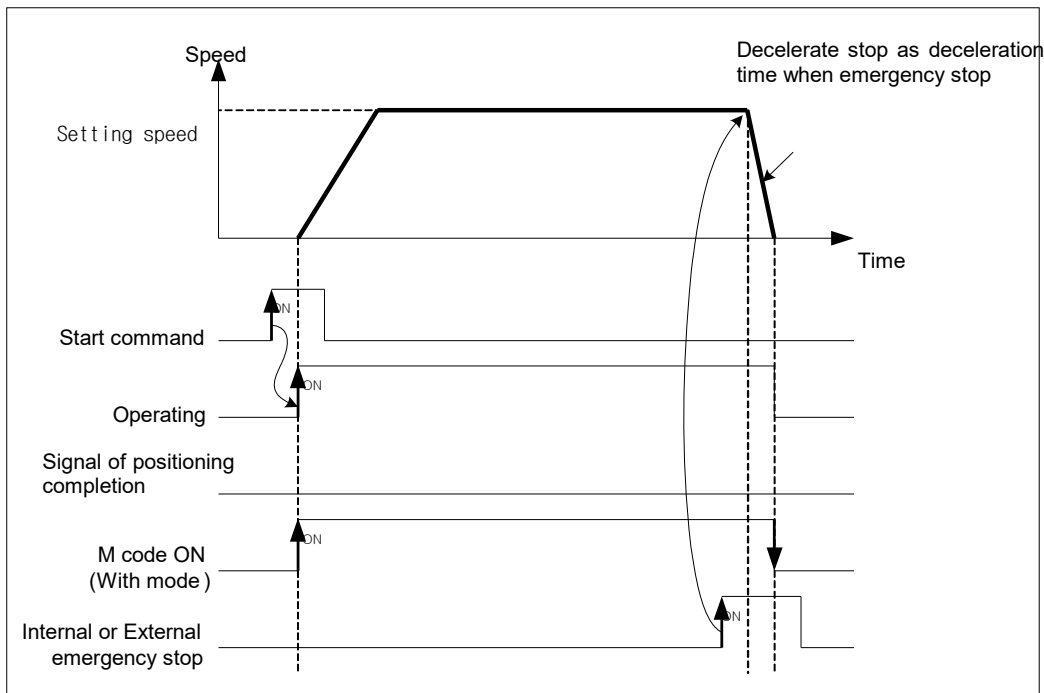 Speed
Decelerate stop as deceleration
time when emergency stop
Setting speed
Time
ON
Start command
ON
Operating
Signal of positioning
completion
ON
M code ON
(With mode)
ON
Internal or External
emergency stop